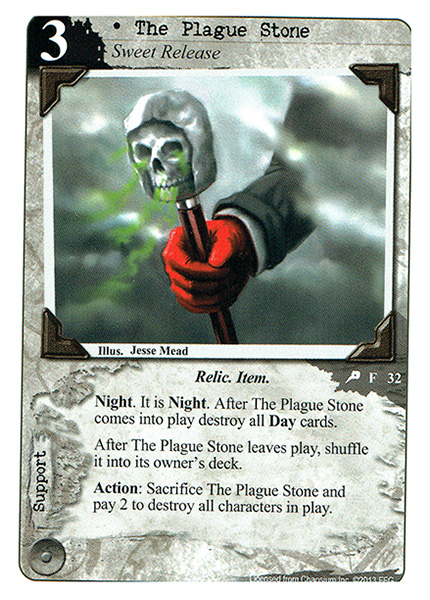 3
• The Plague Stone
Sweet Release
Illus. Jesse Mead
Relic. Item.
F 32
Night. It is Night. After The Plague Stone
comes into play destroy all Day cards.
After The Plague Stone leaves play, shuffle
it into its owner's deck.
Action: Sacrifice The Plague Stone and
pay 2 to destroy all characters in play.
Support
Licensed from Chaosium Inc. ©2013 FFG